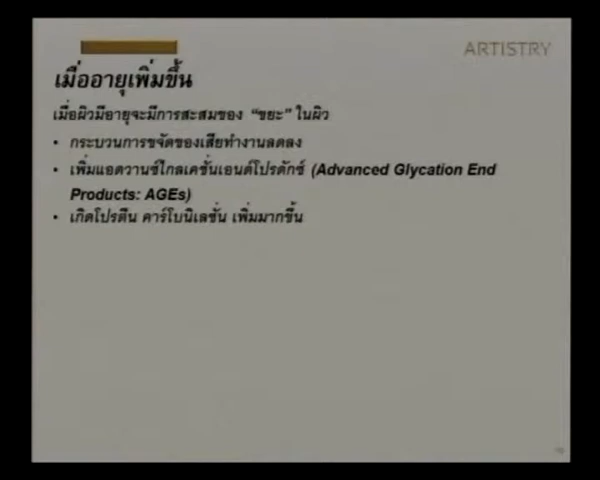 ARTISTRY
เมื่ออายุเพิ่มขึ้น
เมื่อผิวมีอายุจะมีการสะสมของ “ขยะ” ในผิว
• กระบวนการขจัดของเสียทำงานลดลง
• เพิ่มแอดวานซ์ไกลเคชั่นเอนด์โปรดักซ์ (Advanced Glycation End
Products: AGEs)
• เกิดโปรตีน คาร์โบนิเลชั่น เพิ่มมากขึ้น